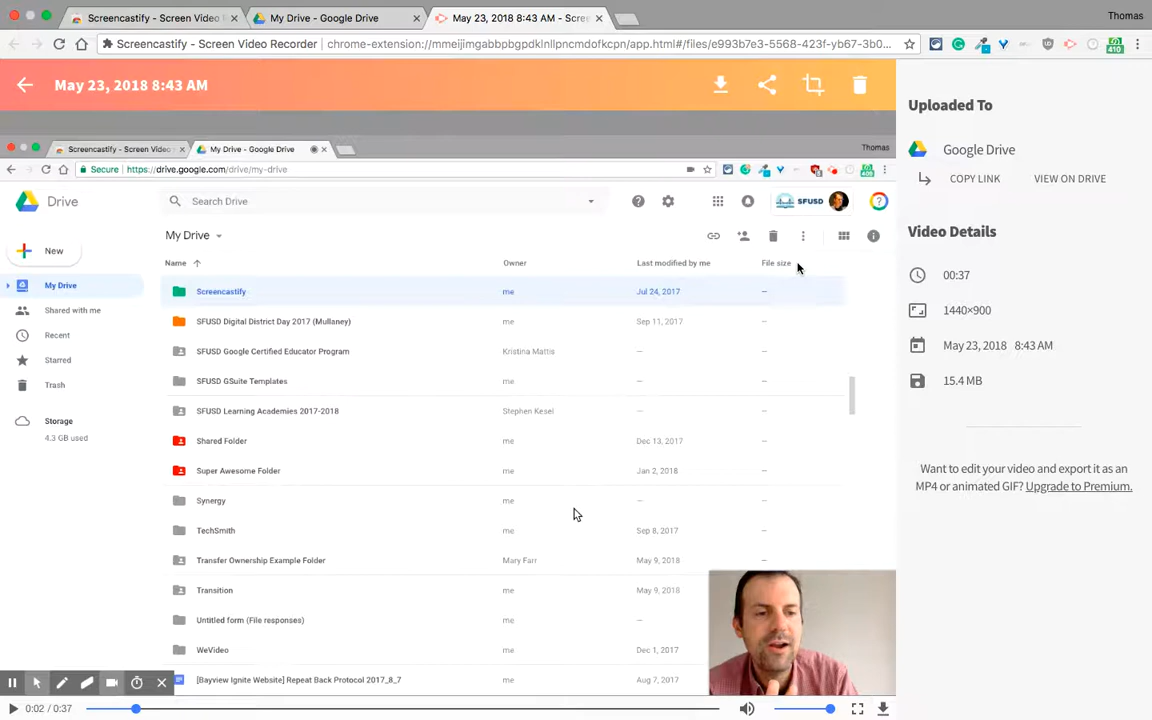 Screencastify - Screen Video
My Drive - Google Drive
May 23, 2018 8:43 AM - Scre
Thomas
Screencastify - Screen Video Recorder | chrome-extension://mmeijimgabbpbgpdklnllpncmdofkcpn/app.html#/files/e993b7e3-5568-423f-yb67-3b0...
May 23, 2018 8:43 AM
Screencastify - Screen Video
My Drive - Google Drive
Thomas
Secure | https://drive.google.com/drive/my-drive
Drive
Search Drive
SFUSD
My Drive
New
Name
Owner
Last modified by me
File size
My Drive
Screencastify me Jul 24, 2017 –
Shared with me
SFUSD Digital District Day 2017 (Mullaney) me Sep 11, 2017 –
Recent
SFUSD Google Certified Educator Program Kristina Mattis – –
Starred
SFUSD GSuite Templates me – –
Trash
SFUSD Learning Academies 2017-2018 Stephen Kesel – –
Storage
4.3 GB used
Shared Folder me Dec 13, 2017 –
Super Awesome Folder me Jan 2, 2018 –
Synergy me – –
TechSmith me Sep 8, 2017 –
Transfer Ownership Example Folder Mary Farr May 9, 2018 –
Transition me May 9, 2018
Untitled form (File responses) me –
WeVideo me Dec 1, 2017
[Bayview Ignite Website] Repeat Back Protocol 2017_8_7 me Aug 7, 2017
0:02 / 0:37
Uploaded To
Google Drive
COPY LINK
VIEW ON DRIVE
Video Details
00:37
1440×900
May 23, 2018 8:43 AM
15.4 MB
Want to edit your video and export it as an
MP4 or animated GIF? Upgrade to Premium.